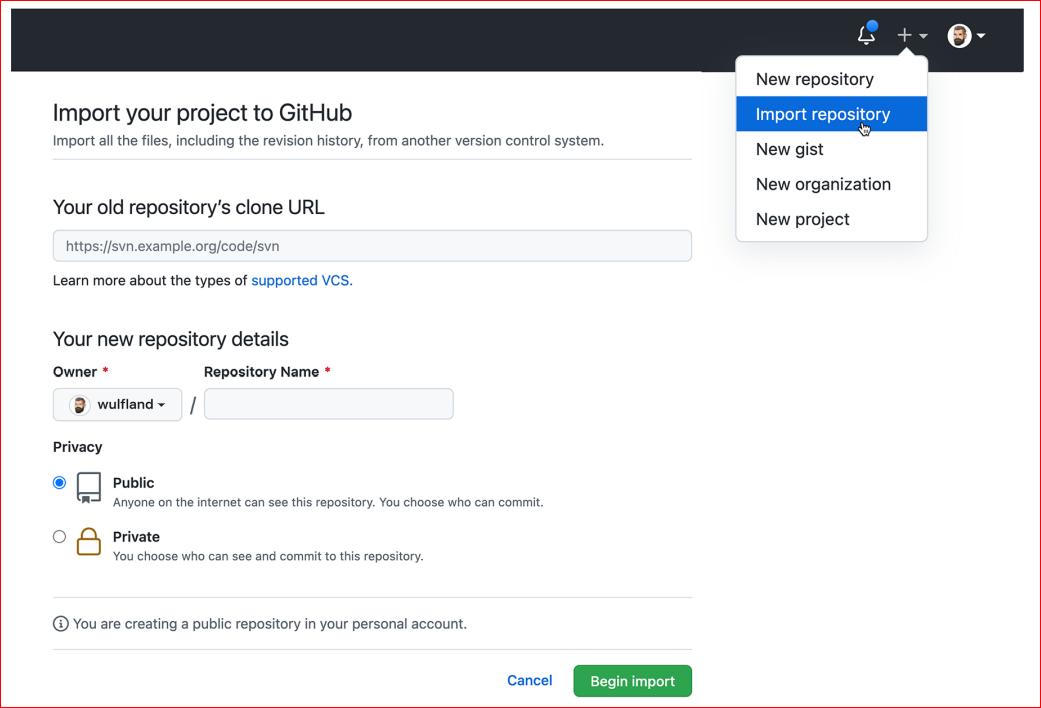 New repository
Import repository
New gist
New organization
New project
Import your project to GitHub
Import all the files, including the revision history, from another version control system.
Your old repository’s clone URL
https://svn.example.org/code/svn
Learn more about the types of supported VCS.
Your new repository details
Owner * Repository Name *
wulfland /
Privacy
Public
Anyone on the internet can see this repository. You choose who can commit.
Private
You choose who can see and commit to this repository.
You are creating a public repository in your personal account.
Cancel Begin import